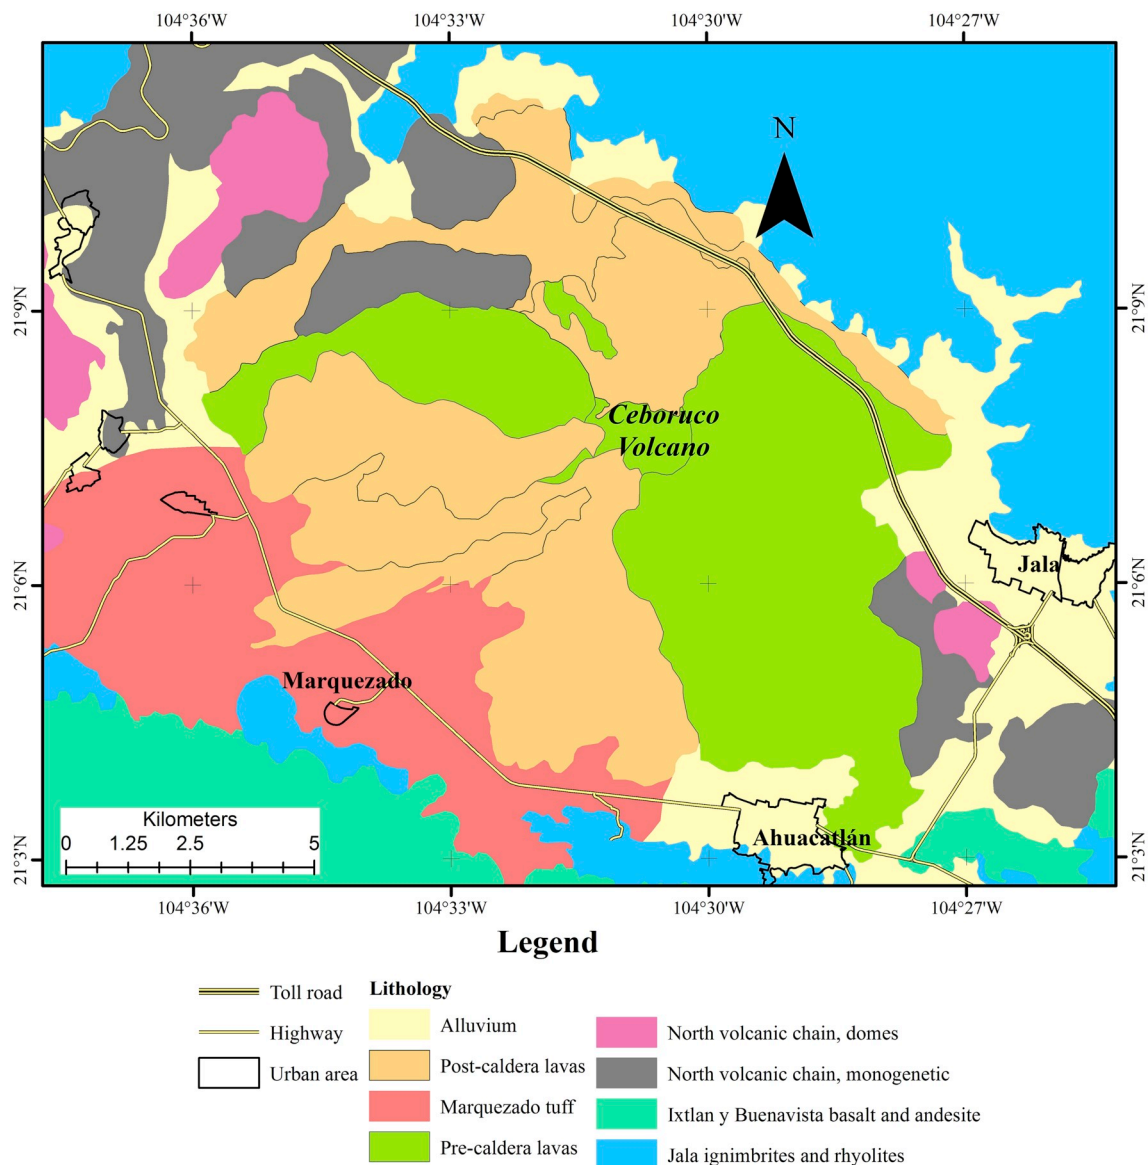 104°36'W 104°33'W 104°30'W 104°27'W
N
21°9'N 21°9'N
Ceboruco
Volcano
Jala
21°6'N 21°6'N
Marquezado
Kilometers
0 1.25 2.5 5
Ahuacatlán
21°3'N 21°3'N
104°36'W 104°33'W 104°30'W 104°27'W
Legend
Toll road
Highway
Urban area
Lithology
Alluvium
Post-caldera lavas
Marquezado tuff
Pre-caldera lavas
North volcanic chain, domes
North volcanic chain, monogenetic
Ixtlan y Buenavista basalt and andesite
Jala ignimbrites and rhyolites